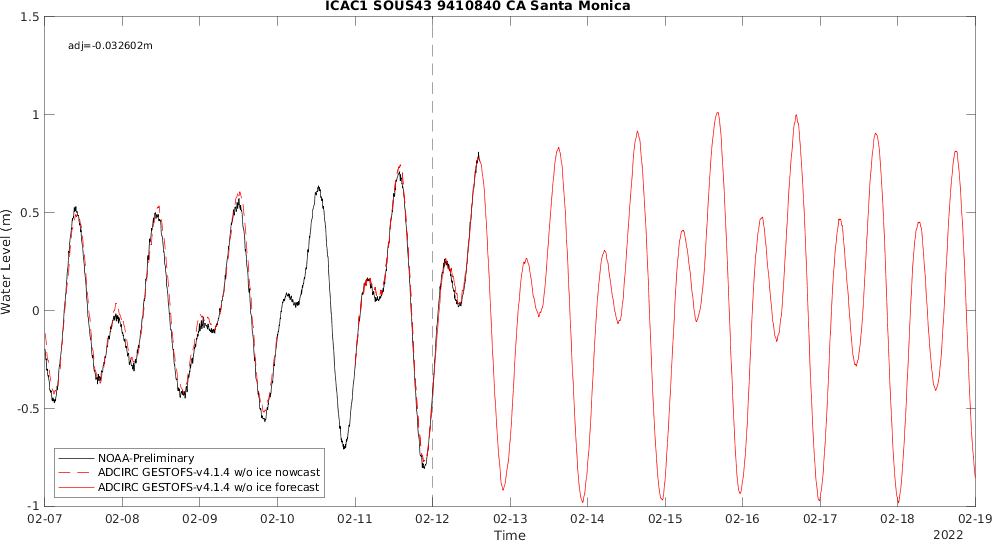 ICAC1 SOUS43 9410840 CA Santa Monica
adj=-0.032602m
1.5
1
0.5
0
-0.5
-1
Water Level (m)
NOAA-Preliminary
ADCIRC GESTOFS-v4.1.4 w/o ice nowcast
ADCIRC GESTOFS-v4.1.4 w/o ice forecast
02-07 02-08 02-09 02-10 02-11 02-12 02-13 02-14 02-15 02-16 02-17 02-18 02-19
Time
2022